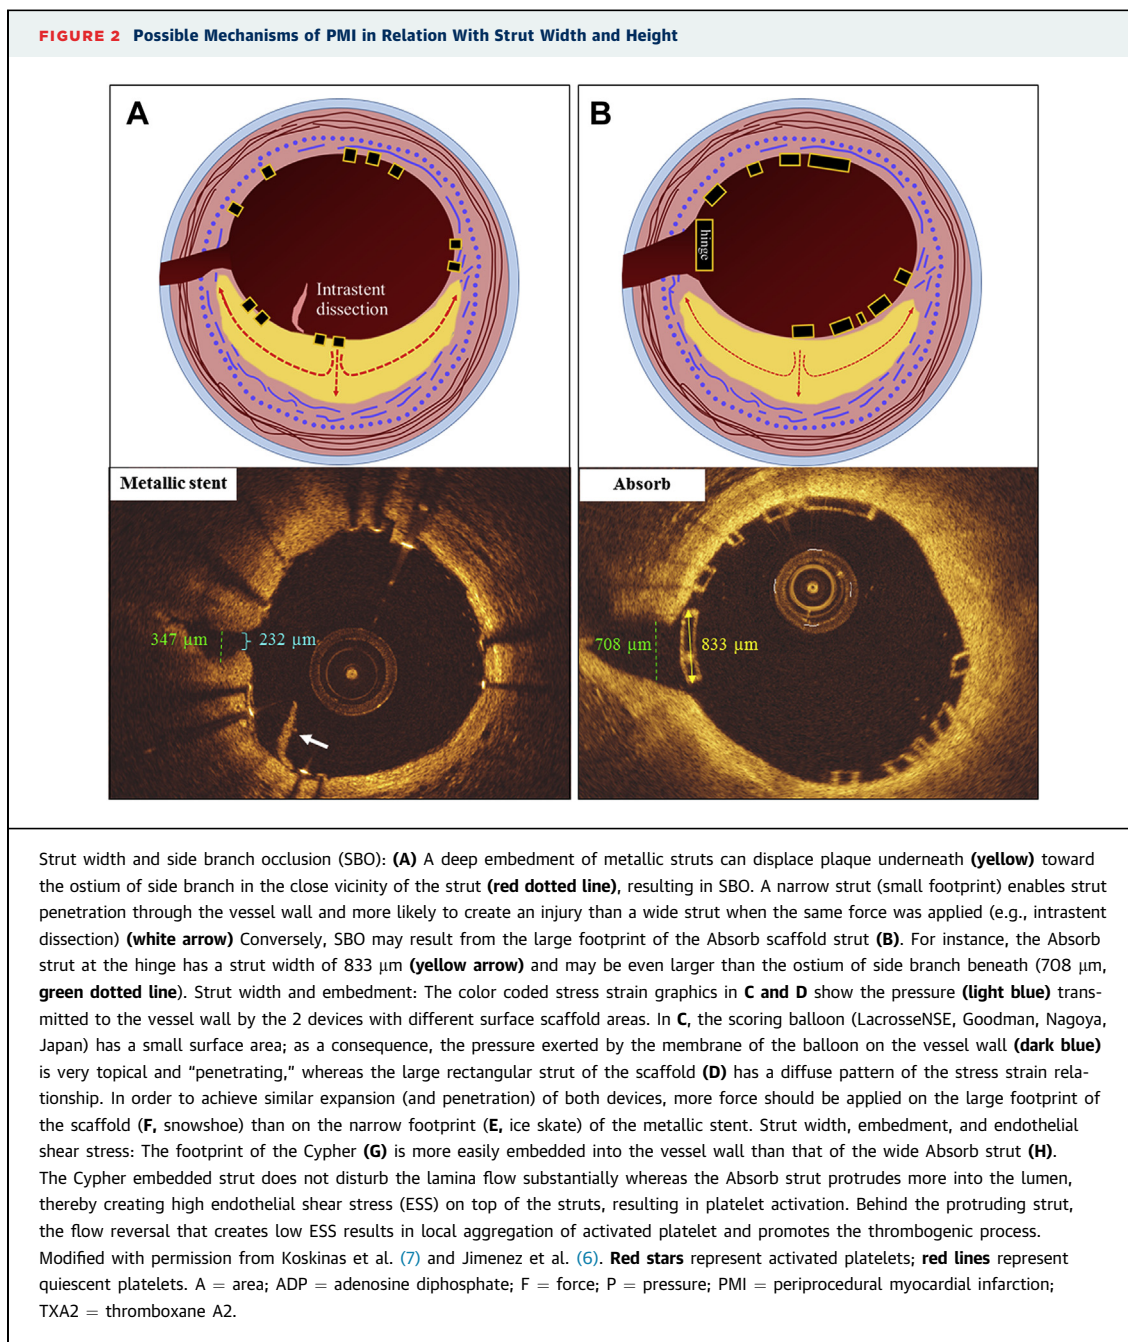 FIGURE 2 Possible Mechanisms of PMI in Relation With Strut Width and Height
A
B
hinge
Intrastent
dissection
Metallic stent
Absorb
347 μm
232 μm
708 μm
833 μm
Strut width and side branch occlusion (SBO): (A) A deep embedment of metallic struts can displace plaque underneath (yellow) toward
the ostium of side branch in the close vicinity of the strut (red dotted line), resulting in SBO. A narrow strut (small footprint) enables strut
penetration through the vessel wall and more likely to create an injury than a wide strut when the same force was applied (e.g., intrastent
dissection) (white arrow) Conversely, SBO may result from the large footprint of the Absorb scaffold strut (B). For instance, the Absorb
strut at the hinge has a strut width of 833 μm (yellow arrow) and may be even larger than the ostium of side branch beneath (708 μm,
green dotted line). Strut width and embedment: The color coded stress strain graphics in C and D show the pressure (light blue) trans-
mitted to the vessel wall by the 2 devices with different surface scaffold areas. In C, the scoring balloon (LacrosseNSE, Goodman, Nagoya,
Japan) has a small surface area; as a consequence, the pressure exerted by the membrane of the balloon on the vessel wall (dark blue)
is very topical and “penetrating,” whereas the large rectangular strut of the scaffold (D) has a diffuse pattern of the stress strain rela-
tionship. In order to achieve similar expansion (and penetration) of both devices, more force should be applied on the large footprint of
the scaffold (F, snowshoe) than on the narrow footprint (E, ice skate) of the metallic stent. Strut width, embedment, and endothelial
shear stress: The footprint of the Cypher (G) is more easily embedded into the vessel wall than that of the wide Absorb strut (H).
The Cypher embedded strut does not disturb the lamina flow substantially whereas the Absorb strut protrudes more into the lumen,
thereby creating high endothelial shear stress (ESS) on top of the struts, resulting in platelet activation. Behind the protruding strut,
the flow reversal that creates low ESS results in local aggregation of activated platelet and promotes the thrombogenic process.
Modified with permission from Koskinas et al. (7) and Jimenez et al. (6). Red stars represent activated platelets; red lines represent
quiescent platelets. A = area; ADP = adenosine diphosphate; F = force; P = pressure; PMI = periprocedural myocardial infarction;
TXA2 = thromboxane A2.